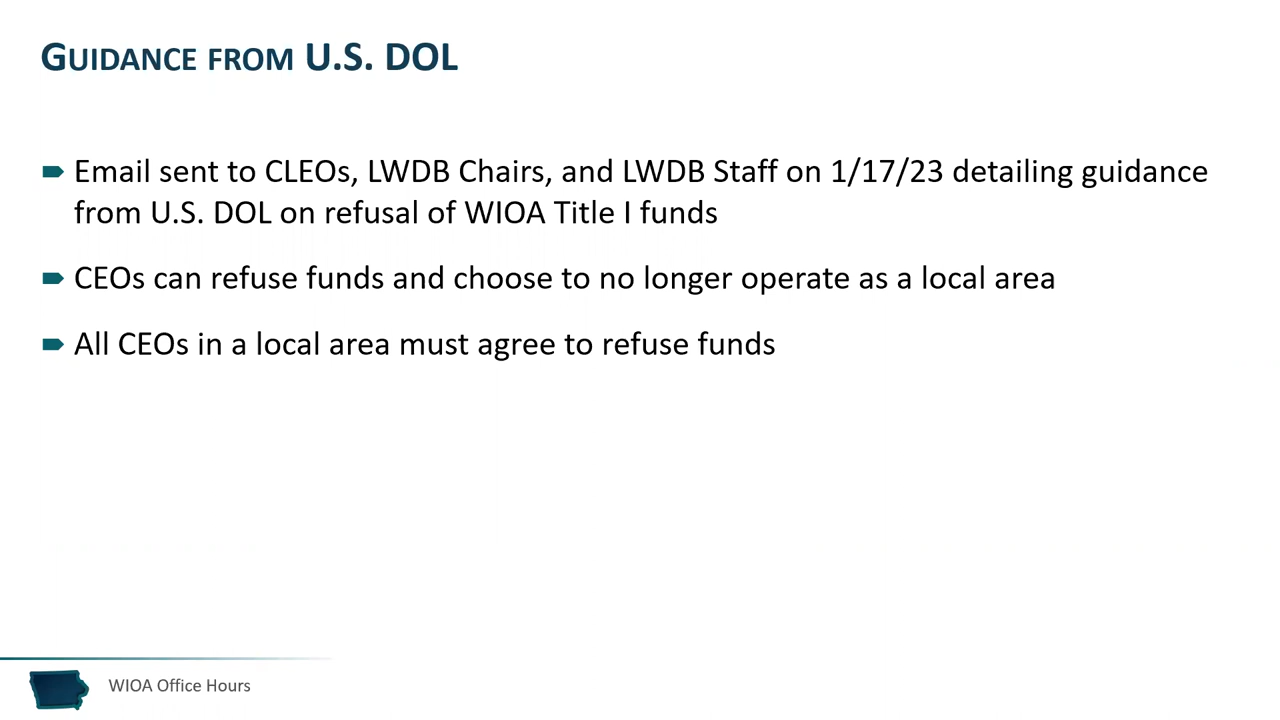 GUIDANCE FROM U.S. DOL
Email sent to CLEOs, LWDB Chairs, and LWDB Staff on 1/17/23 detailing guidance
from U.S. DOL on refusal of WIOA Title I funds
CEOs can refuse funds and choose to no longer operate as a local area
All CEOs in a local area must agree to refuse funds
WIOA Office Hours